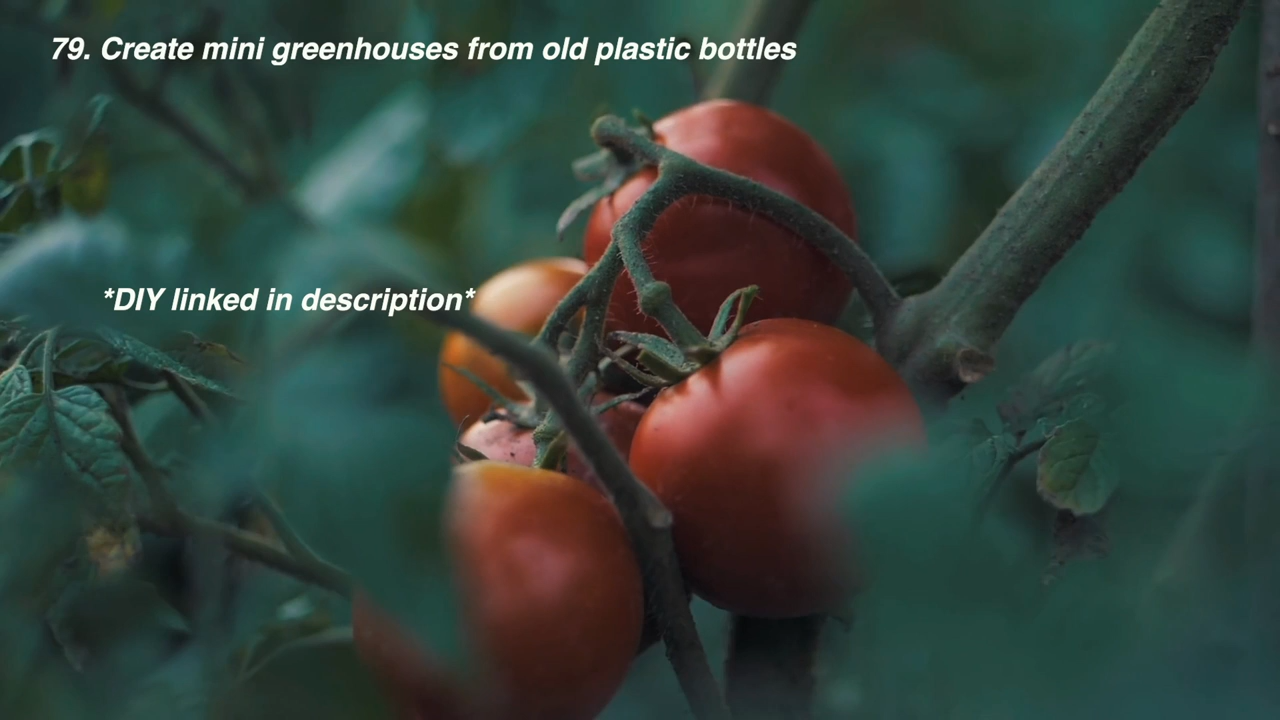 79. Create mini greenhouses from old plastic bottles
*DIY linked in description*